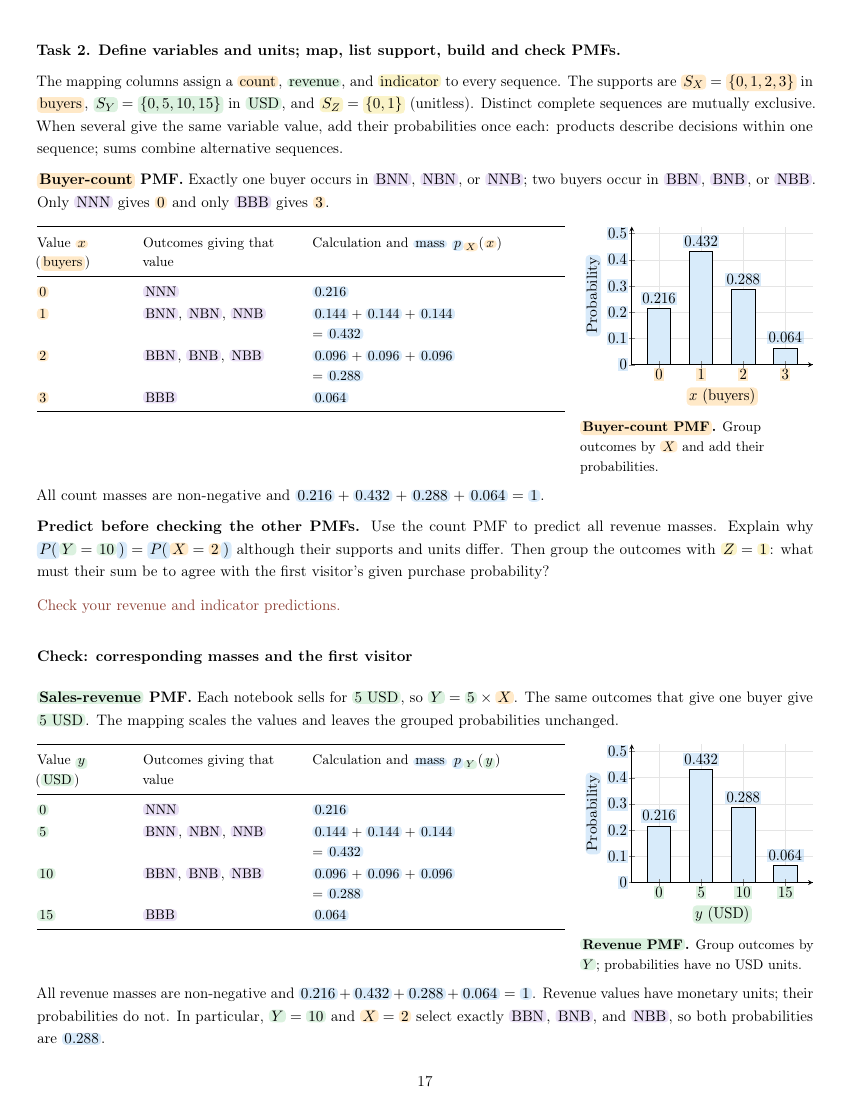 Task 2. Define variables and units; map, list support, build and check PMFs.
The mapping columns assign a count, revenue, and indicator to every sequence. The supports are S_X = {0, 1, 2, 3} in
buyers, S_Y = {0, 5, 10, 15} in USD, and S_Z = {0, 1} (unitless). Distinct complete sequences are mutually exclusive.
When several give the same variable value, add their probabilities once each: products describe decisions within one
sequence; sums combine alternative sequences.
Buyer-count PMF. Exactly one buyer occurs in BNN, NBN, or NNB; two buyers occur in BBN, BNB, or NBB.
Only NNN gives 0 and only BBB gives 3.
Value x Outcomes giving that Calculation and mass p_X(x)
(buyers) value
0 NNN 0.216
1 BNN, NBN, NNB 0.144 + 0.144 + 0.144
= 0.432
2 BBN, BNB, NBB 0.096 + 0.096 + 0.096
= 0.288
3 BBB 0.064
Probability
0.5
0.4
0.3
0.2
0.1
0
0.216
0.432
0.288
0.064
0 1 2 3
x (buyers)
Buyer-count PMF. Group
outcomes by X and add their
probabilities.
All count masses are non-negative and 0.216 + 0.432 + 0.288 + 0.064 = 1.
Predict before checking the other PMFs. Use the count PMF to predict all revenue masses. Explain why
P(Y = 10) = P(X = 2) although their supports and units differ. Then group the outcomes with Z = 1: what
must their sum be to agree with the first visitor's given purchase probability?
Check your revenue and indicator predictions.
Check: corresponding masses and the first visitor
Sales-revenue PMF. Each notebook sells for 5 USD, so Y = 5 × X. The same outcomes that give one buyer give
5 USD. The mapping scales the values and leaves the grouped probabilities unchanged.
Value y Outcomes giving that Calculation and mass p_Y(y)
(USD) value
0 NNN 0.216
5 BNN, NBN, NNB 0.144 + 0.144 + 0.144
= 0.432
10 BBN, BNB, NBB 0.096 + 0.096 + 0.096
= 0.288
15 BBB 0.064
Probability
0.5
0.4
0.3
0.2
0.1
0
0.216
0.432
0.288
0.064
0 5 10 15
y (USD)
Revenue PMF. Group outcomes by
Y; probabilities have no USD units.
All revenue masses are non-negative and 0.216 + 0.432 + 0.288 + 0.064 = 1. Revenue values have monetary units; their
probabilities do not. In particular, Y = 10 and X = 2 select exactly BBN, BNB, and NBB, so both probabilities
are 0.288.
17